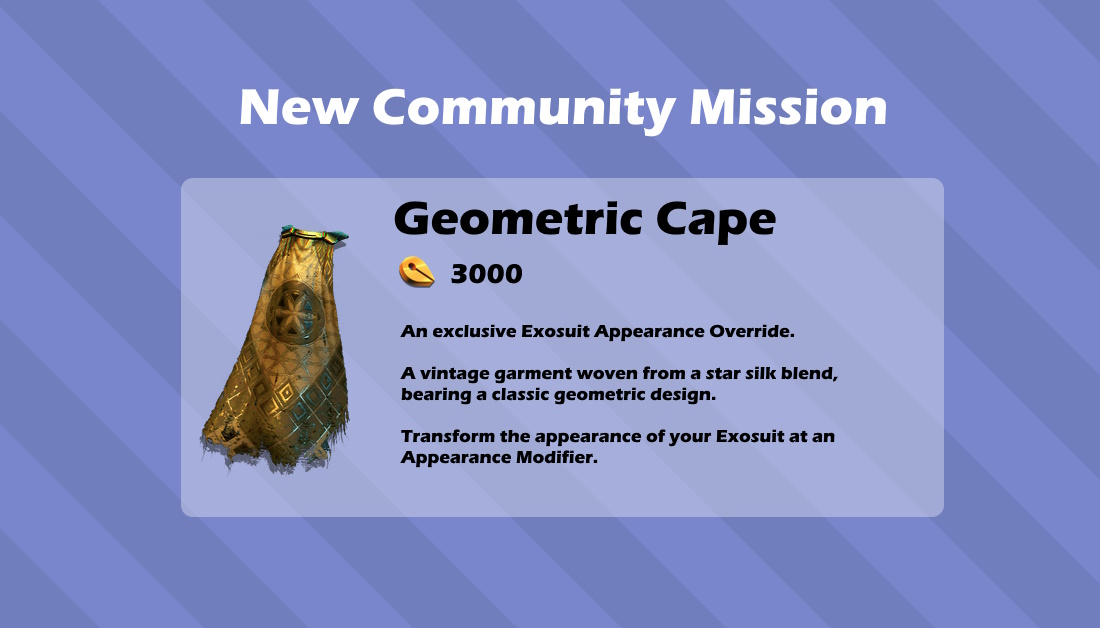 New Community Mission
Geometric Cape
3000
An exclusive Exosuit Appearance Override.
A vintage garment woven from a star silk blend,
bearing a classic geometric design.
Transform the appearance of your Exosuit at an
Appearance Modifier.